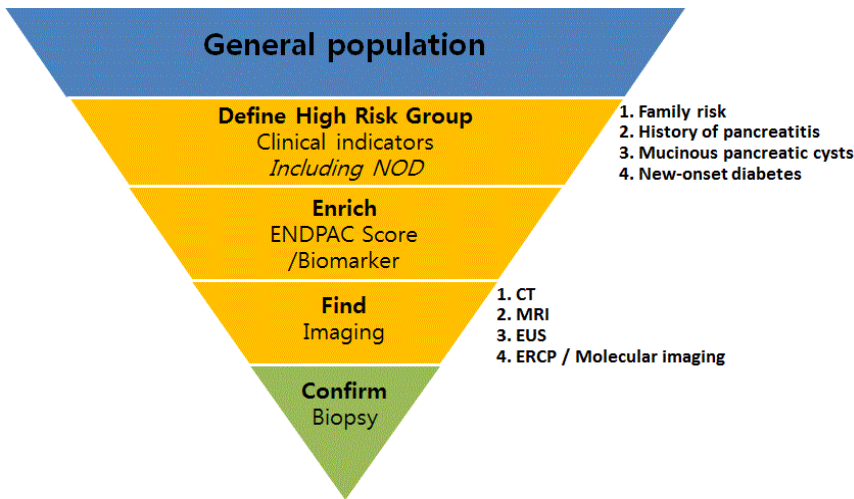 General population
Define High Risk Group
Clinical indicators
Including NOD
1. Family risk
2. History of pancreatitis
3. Mucinous pancreatic cysts
4. New-onset diabetes
Enrich
ENDPAC Score
/Biomarker
Find
Imaging
1. CT
2. MRI
3. EUS
4. ERCP / Molecular imaging
Confirm
Biopsy